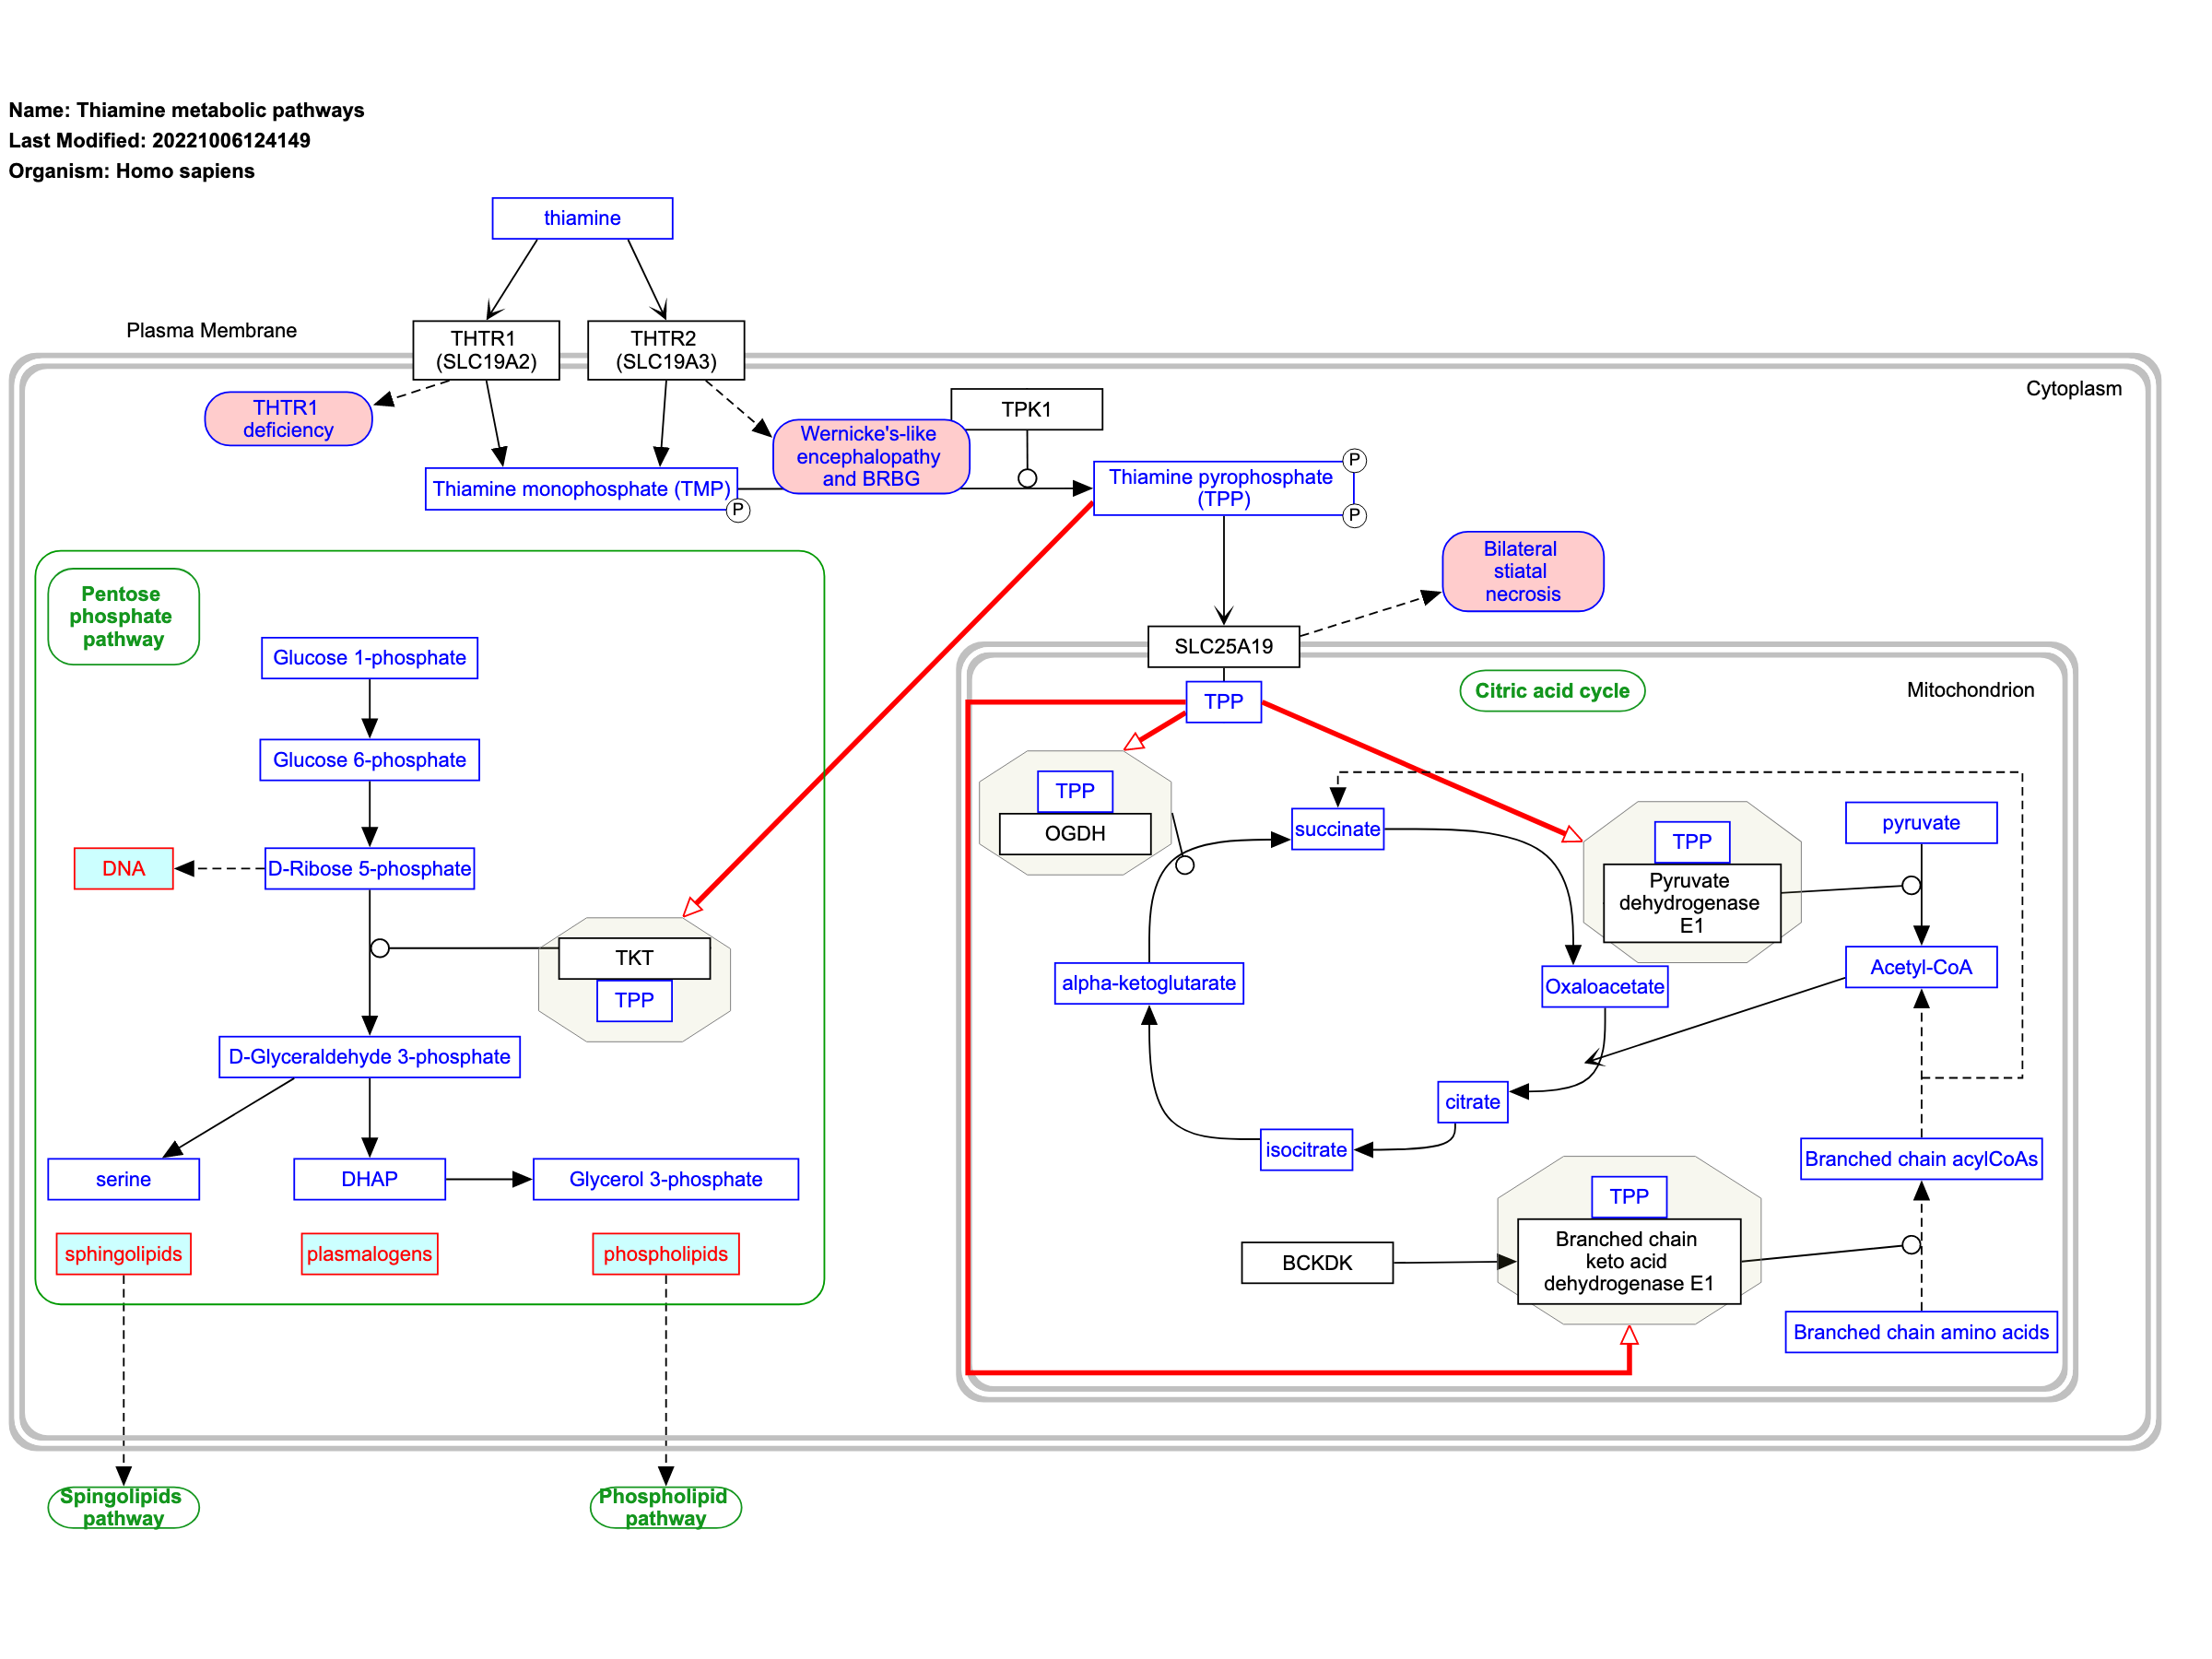 Name: Thiamine metabolic pathways
Last Modified: 20221006124149
Organism: Homo sapiens
thiamine
Plasma Membrane
THTR1
(SLC19A2)
THTR2
(SLC19A3)
Cytoplasm
THTR1
deficiency
TPK1
Wernicke's-like
encephalopathy
and BRBG
Thiamine monophosphate (TMP)
P
Thiamine pyrophosphate
(TPP)
P
P
Bilateral
stiatal
necrosis
Pentose
phosphate
pathway
Glucose 1-phosphate
Glucose 6-phosphate
DNA
D-Ribose 5-phosphate
TKT
TPP
D-Glyceraldehyde 3-phosphate
serine
DHAP
Glycerol 3-phosphate
sphingolipids
plasmalogens
phospholipids
SLC25A19
TPP
Citric acid cycle
Mitochondrion
TPP
OGDH
succinate
TPP
Pyruvate
dehydrogenase
E1
pyruvate
alpha-ketoglutarate
Oxaloacetate
Acetyl-CoA
citrate
isocitrate
Branched chain acylCoAs
TPP
Branched chain
keto acid
dehydrogenase E1
BCKDK
Branched chain amino acids
Spingolipids
pathway
Phospholipid
pathway